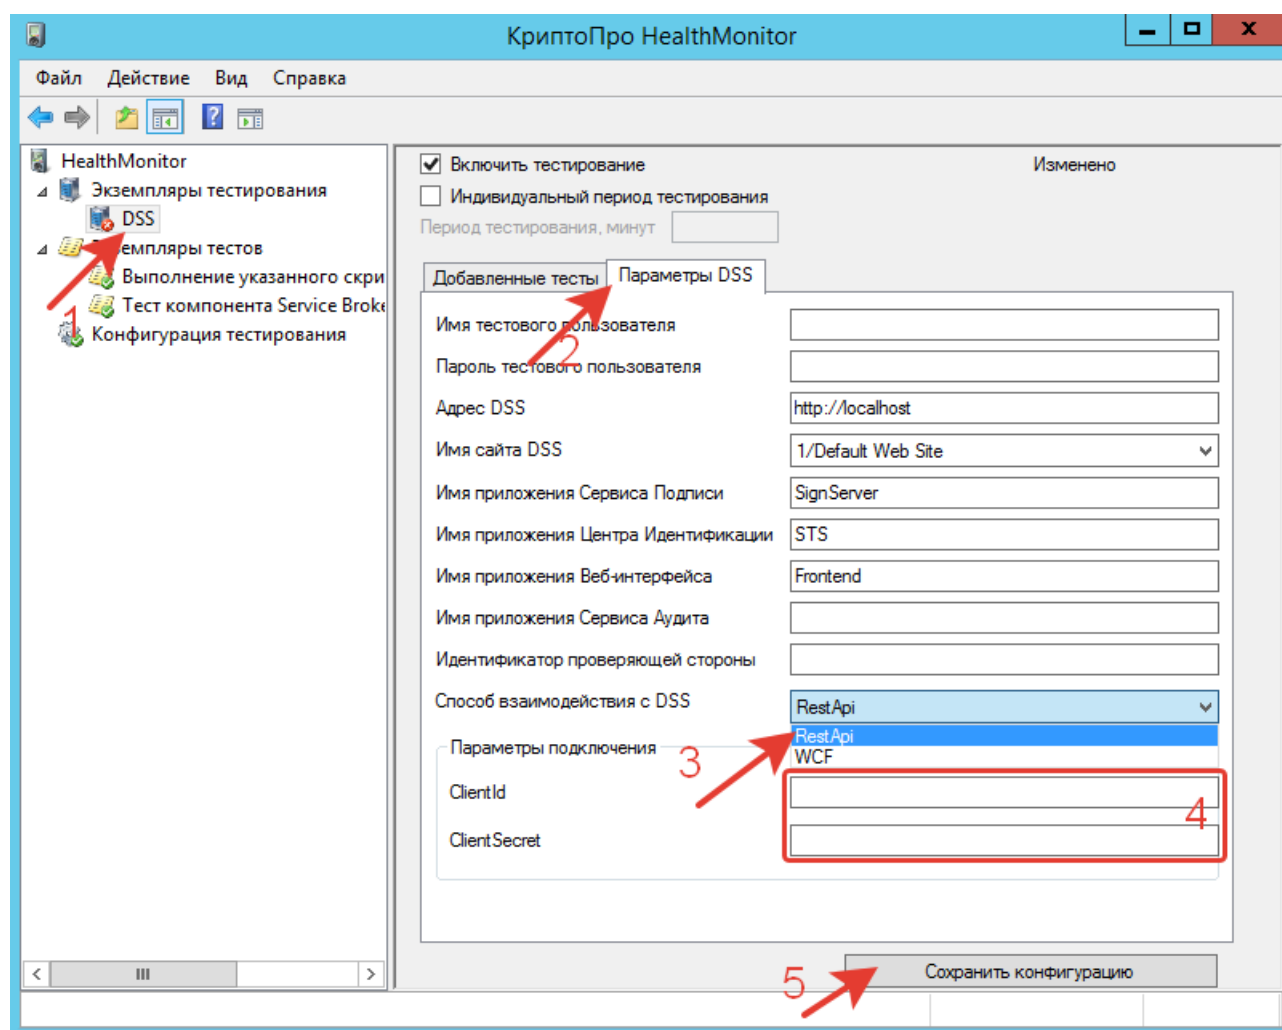 КриптоПро HealthMonitor
Файл Действие Вид Справка
HealthMonitor
Экземпляры тестирования
DSS
емпляры тестов
Выполнение указанного скри
Тест компонента Service Broke
Конфигурация тестирования
1
Включить тестирование
Изменено
Индивидуальный период тестирования
Период тестирования, минут
Добавленные тесты
Параметры DSS
2
Имя тестового пользователя
Пароль тестового пользователя
Адрес DSS
http://localhost
Имя сайта DSS
1/Default Web Site
Имя приложения Сервиса Подписи
SignServer
Имя приложения Центра Идентификации
STS
Имя приложения Веб-интерфейса
Frontend
Имя приложения Сервиса Аудита
Идентификатор проверяющей стороны
Способ взаимодействия с DSS
RestApi
RestApi
WCF
Параметры подключения
3
ClientId
4
ClientSecret
5
Сохранить конфигурацию